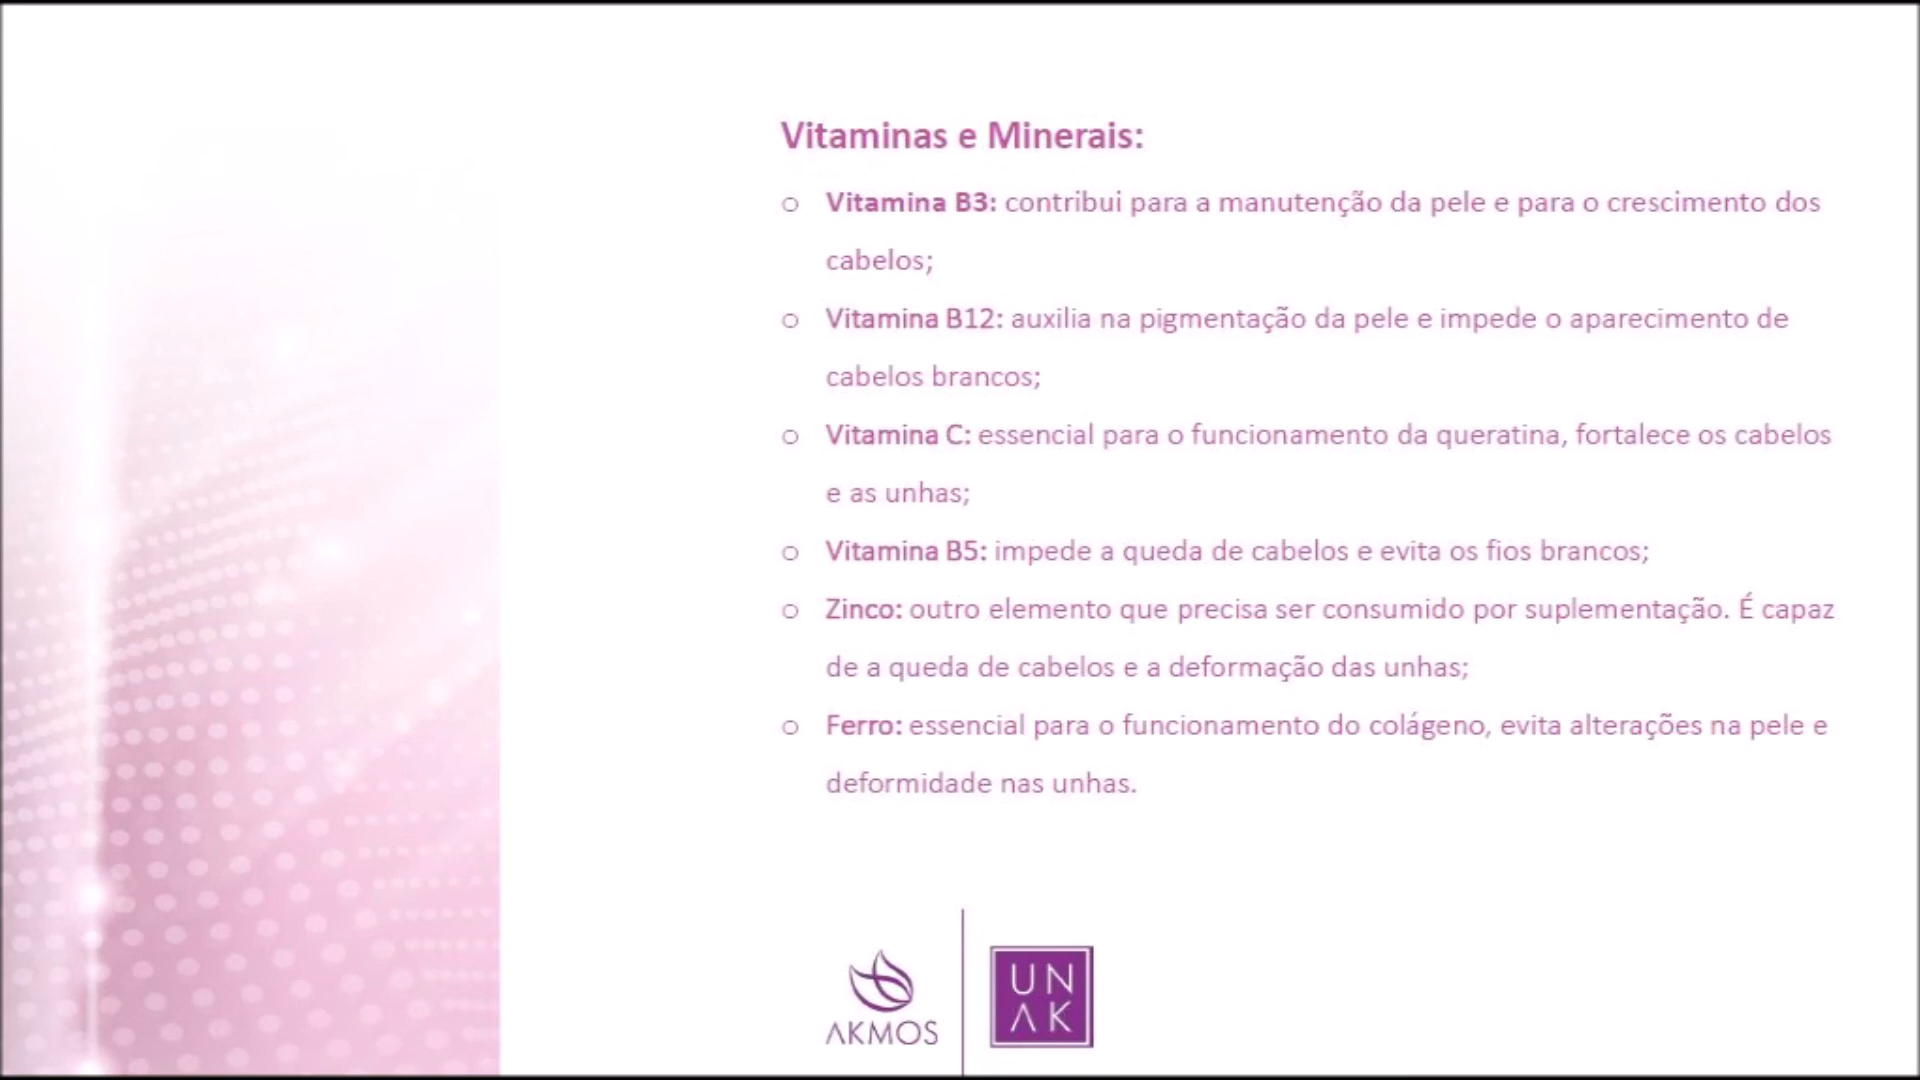 Vitaminas e Minerais:
o Vitamina B3: contribui para a manutenção da pele e para o crescimento dos
cabelos;
o Vitamina B12: auxilia na pigmentação da pele e impede o aparecimento de
cabelos brancos;
o Vitamina C: essencial para o funcionamento da queratina, fortalece os cabelos
e as unhas;
o Vitamina B5: impede a queda de cabelos e evita os fios brancos;
o Zinco: outro elemento que precisa ser consumido por suplementação. É capaz
de a queda de cabelos e a deformação das unhas;
o Ferro: essencial para o funcionamento do colágeno, evita alterações na pele e
deformidade nas unhas.
AKMOS
UN
AK